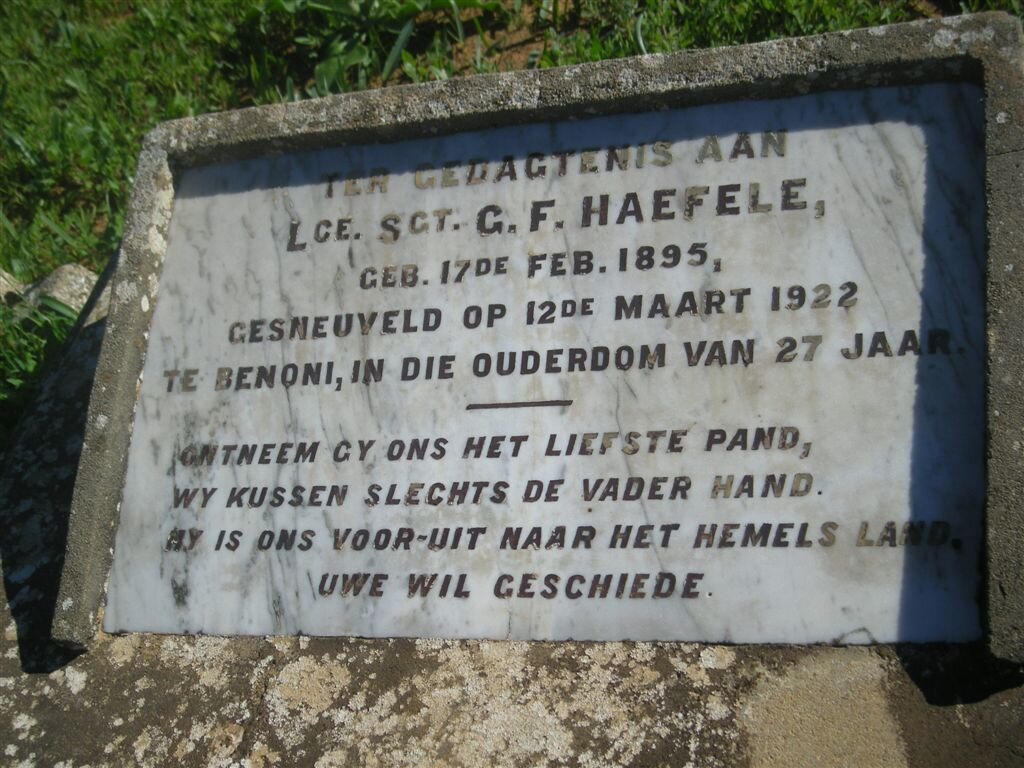 TER GEDAGTENIS AAN
LCE. SGT. G. F. HAEFELE,
GEB. 17DE FEB. 1895,
GESNEUVELD OP 12DE MAART 1922
TE BENONI, IN DIE OUDERDOM VAN 27 JAAR.
ONTNEEM GY ONS HET LIEFSTE PAND,
WY KUSSEN SLECHTS DE VADER HAND.
HY IS ONS VOOR-UIT NAAR HET HEMELS LAND,
UWE WIL GESCHIEDE.